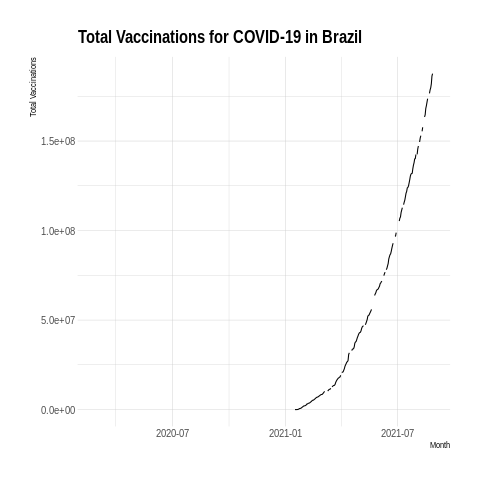 Total Vaccinations for COVID-19 in Brazil
Total Vaccinations
1.5e+08
1.0e+08
5.0e+07
0.0e+00
2020-07 2021-01 2021-07
Month